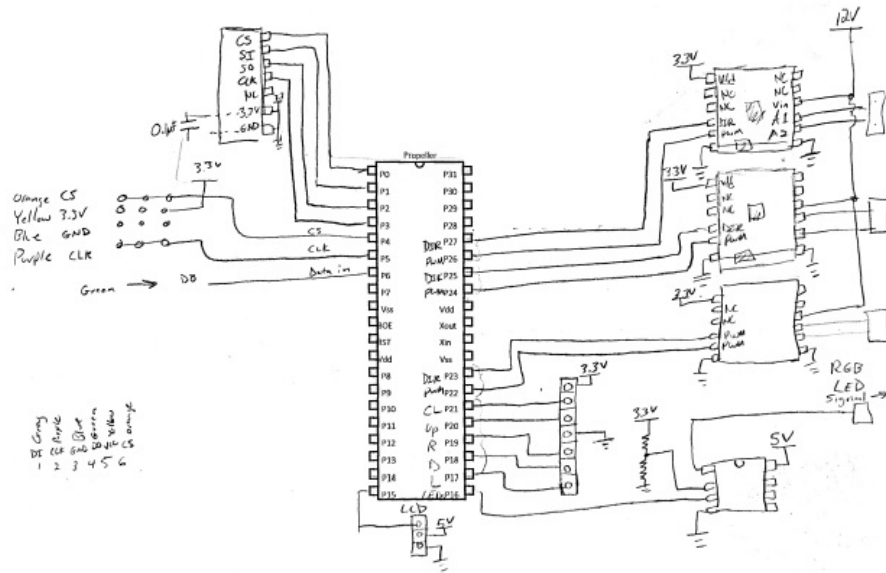 CS
SI
SO
CLK
NC
3.3V
GND
0.1µF
3.3V
Orange CS
Yellow 3.3V
Blue GND
Purple CLK
Green → DO
CS
CLK
Data in
Propeller
P0 P31
P1 P30
P2 P29
P3 P28
P4 P27 DIR
P5 P26 PWM
P6 P25 DIR
P7 P24 PWM
Vss Vdd
BOE Xout
RST Xin
Vdd Vss
P8 P23 DIR
P9 P22 PWM
P10 P21 CL
P11 P20 UP
P12 P19 R
P13 P18 D
P14 P17 L
P15 P16 LED
LCD
5V
3.3V
12V
3.3V
Vdd NC
NC NC
NC Vin
DIR A1
PWM A2
3.3V
Vdd
NC
NC
DIR
PWM
3.3V
NC
NC
PWM
PWM
RGB
LED
Signal →
3.3V
5V
Gray Purple Blue Green Yellow Orange
DI CLK GND DO CS
1 2 3 4 5 6